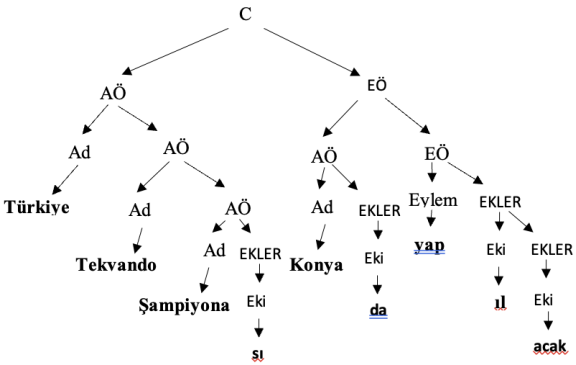 C
AÖ EÖ
Ad AÖ AÖ EÖ
Türkiye Ad AÖ Ad EKLER Eylem EKLER
Tekvando Ad EKLER Konya Eki yap Eki EKLER
Şampiyona Eki da ıl Eki
sı acak